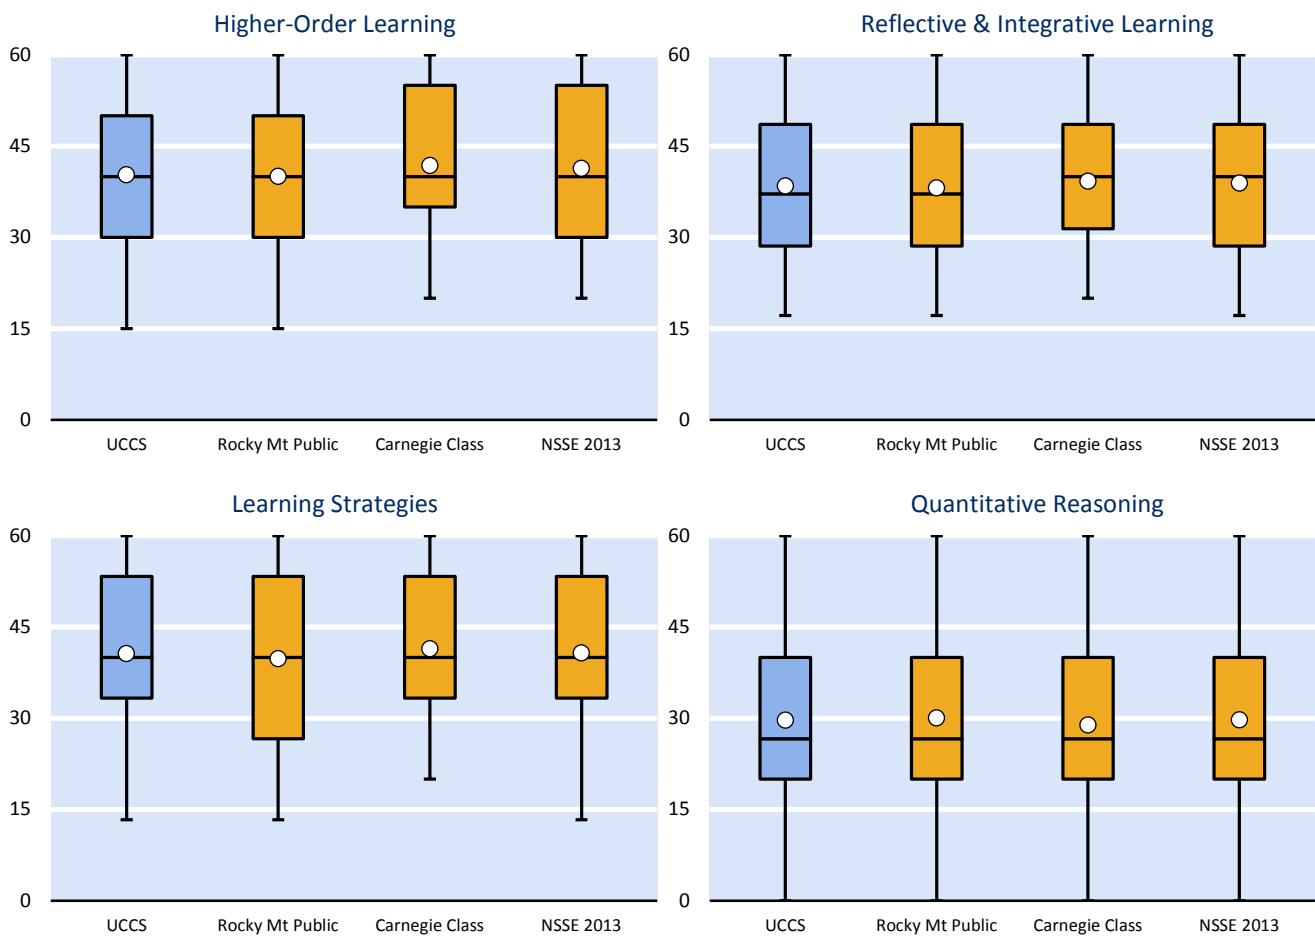 Higher-Order Learning
60
45
30
15
0
UCCS Rocky Mt Public Carnegie Class NSSE 2013
Reflective & Integrative Learning
60
45
30
15
0
UCCS Rocky Mt Public Carnegie Class NSSE 2013
Learning Strategies
60
45
30
15
0
UCCS Rocky Mt Public Carnegie Class NSSE 2013
Quantitative Reasoning
60
45
30
15
0
UCCS Rocky Mt Public Carnegie Class NSSE 2013